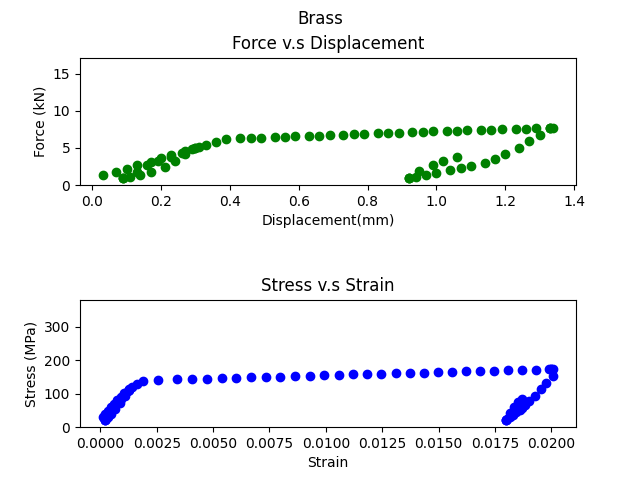 Brass
Force v.s Displacement
15
10
5
0
Force (kN)
0.0 0.2 0.4 0.6 0.8 1.0 1.2 1.4
Displacement(mm)
Stress v.s Strain
300
200
100
0
Stress (MPa)
0.0000 0.0025 0.0050 0.0075 0.0100 0.0125 0.0150 0.0175 0.0200
Strain